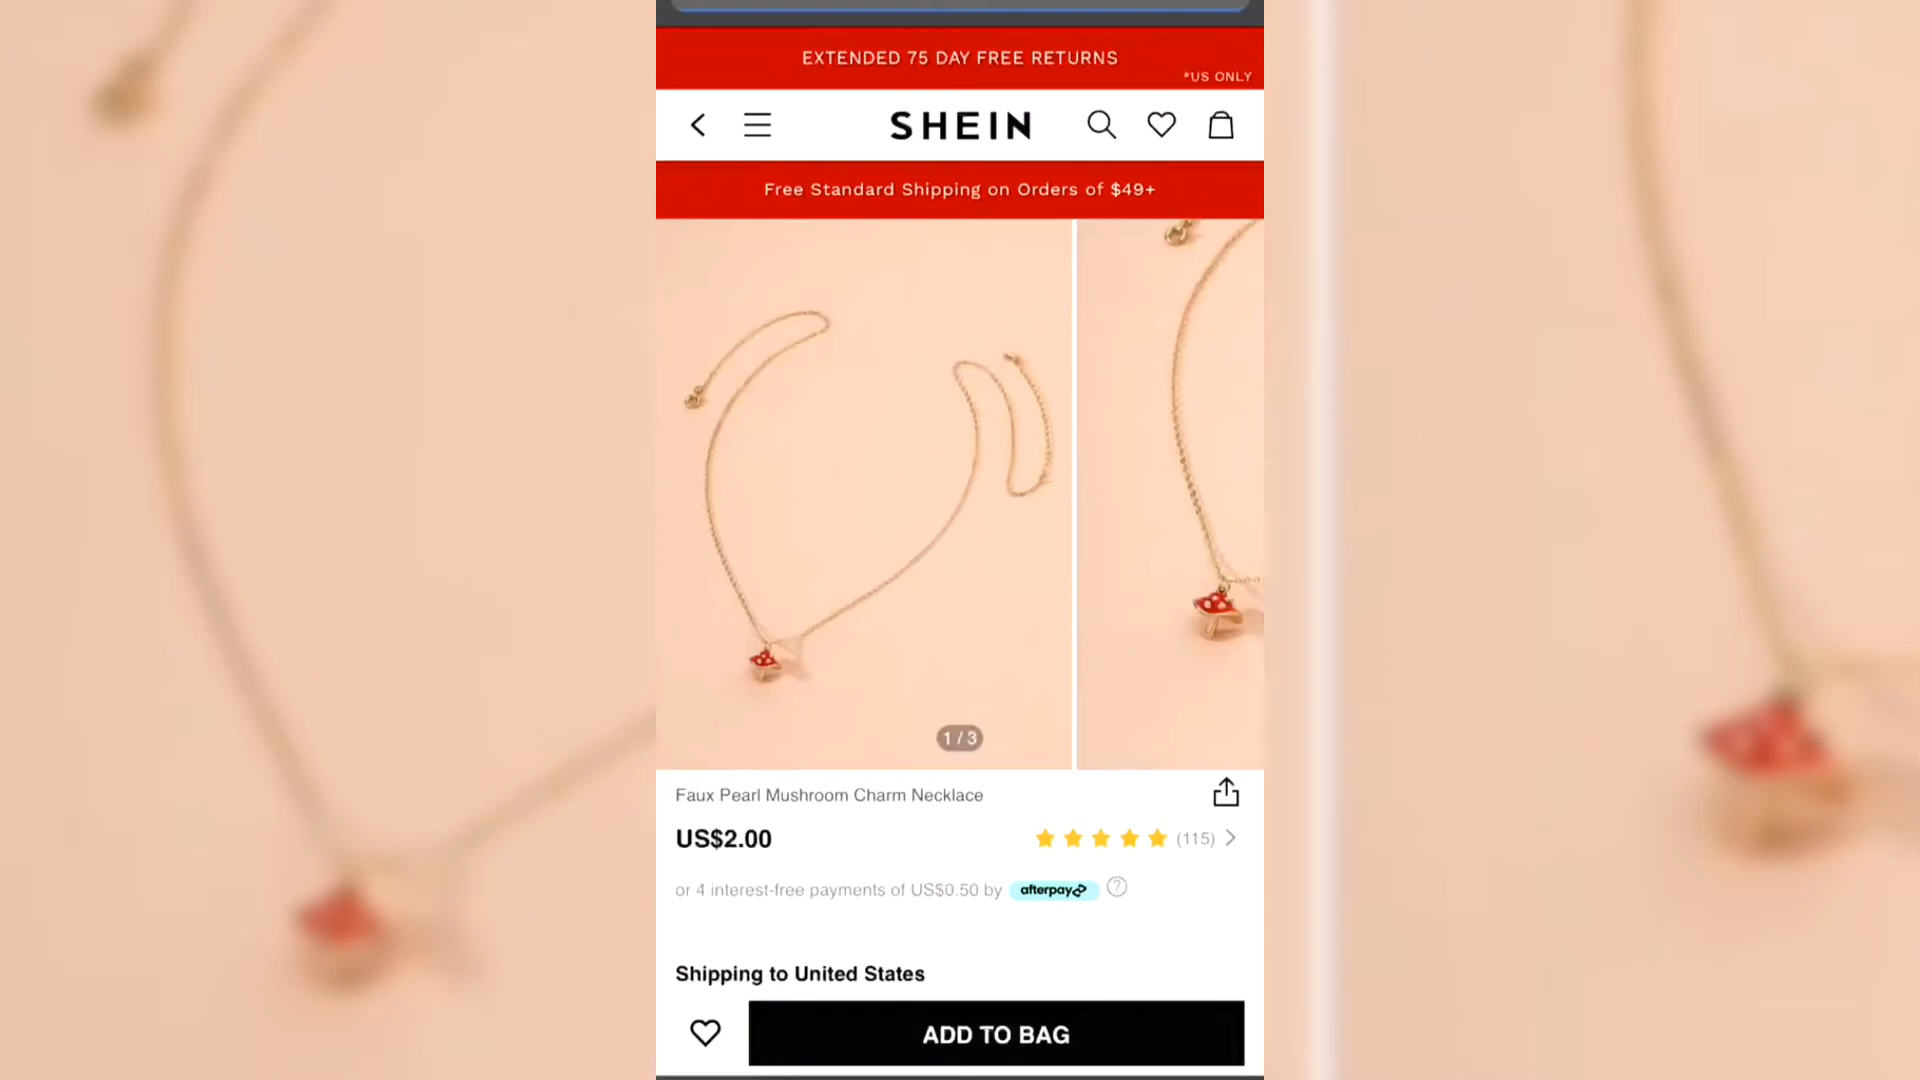 EXTENDED 75 DAY FREE RETURNS
*US ONLY
SHEIN
Free Standard Shipping on Orders of $49+
1 / 3
Faux Pearl Mushroom Charm Necklace
US$2.00
(115)
or 4 interest-free payments of US$0.50 by afterpay
?
Shipping to United States
ADD TO BAG